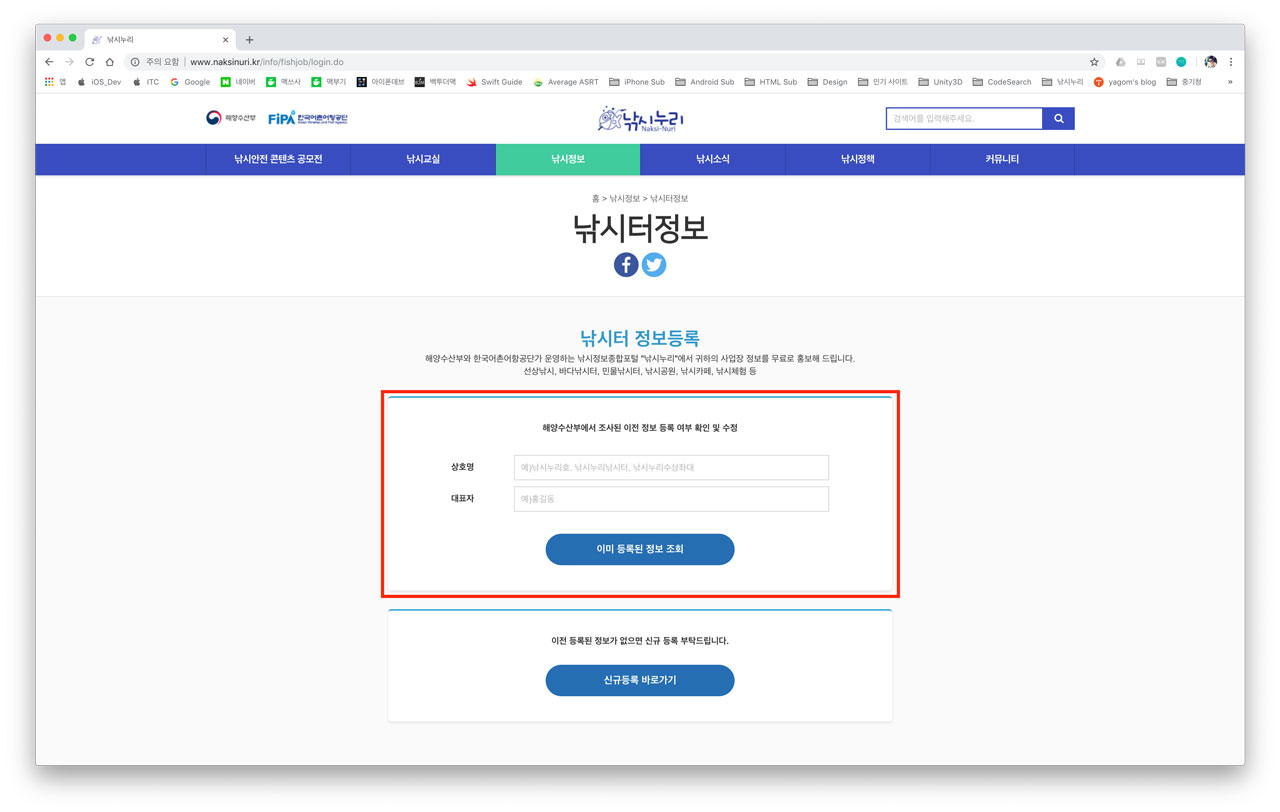 낚시누리
주의 요함 | www.naksinuri.kr/info/fishjob/login.do
앱 iOS_Dev ITC Google 네이버 맥쓰사 맥부기 아이폰데브 백투더맥 Swift Guide Average ASRT iPhone Sub Android Sub HTML Sub Design 인기 사이트 Unity3D CodeSearch 낚시누리 yagom's blog 중기청 »
해양수산부 FiPA 한국어촌어항공단 낚시누리 Naksi-Nuri 검색어를 입력해주세요.
낚시안전 콘텐츠 공모전 낚시교실 낚시정보 낚시소식 낚시정책 커뮤니티
홈 > 낚시정보 > 낚시터정보
낚시터정보
낚시터 정보등록
해양수산부와 한국어촌어항공단가 운영하는 낚시정보종합포털 "낚시누리"에서 귀하의 사업장 정보를 무료로 홍보해 드립니다.
선상낚시, 바다낚시터, 민물낚시터, 낚시공원, 낚시카페, 낚시체험 등
해양수산부에서 조사된 이전 정보 등록 여부 확인 및 수정
상호명 예)낚시누리호, 낚시누리낚시터, 낚시누리수상좌대
대표자 예)홍길동
이미 등록된 정보 조회
이전 등록된 정보가 없으면 신규 등록 부탁드립니다.
신규등록 바로가기